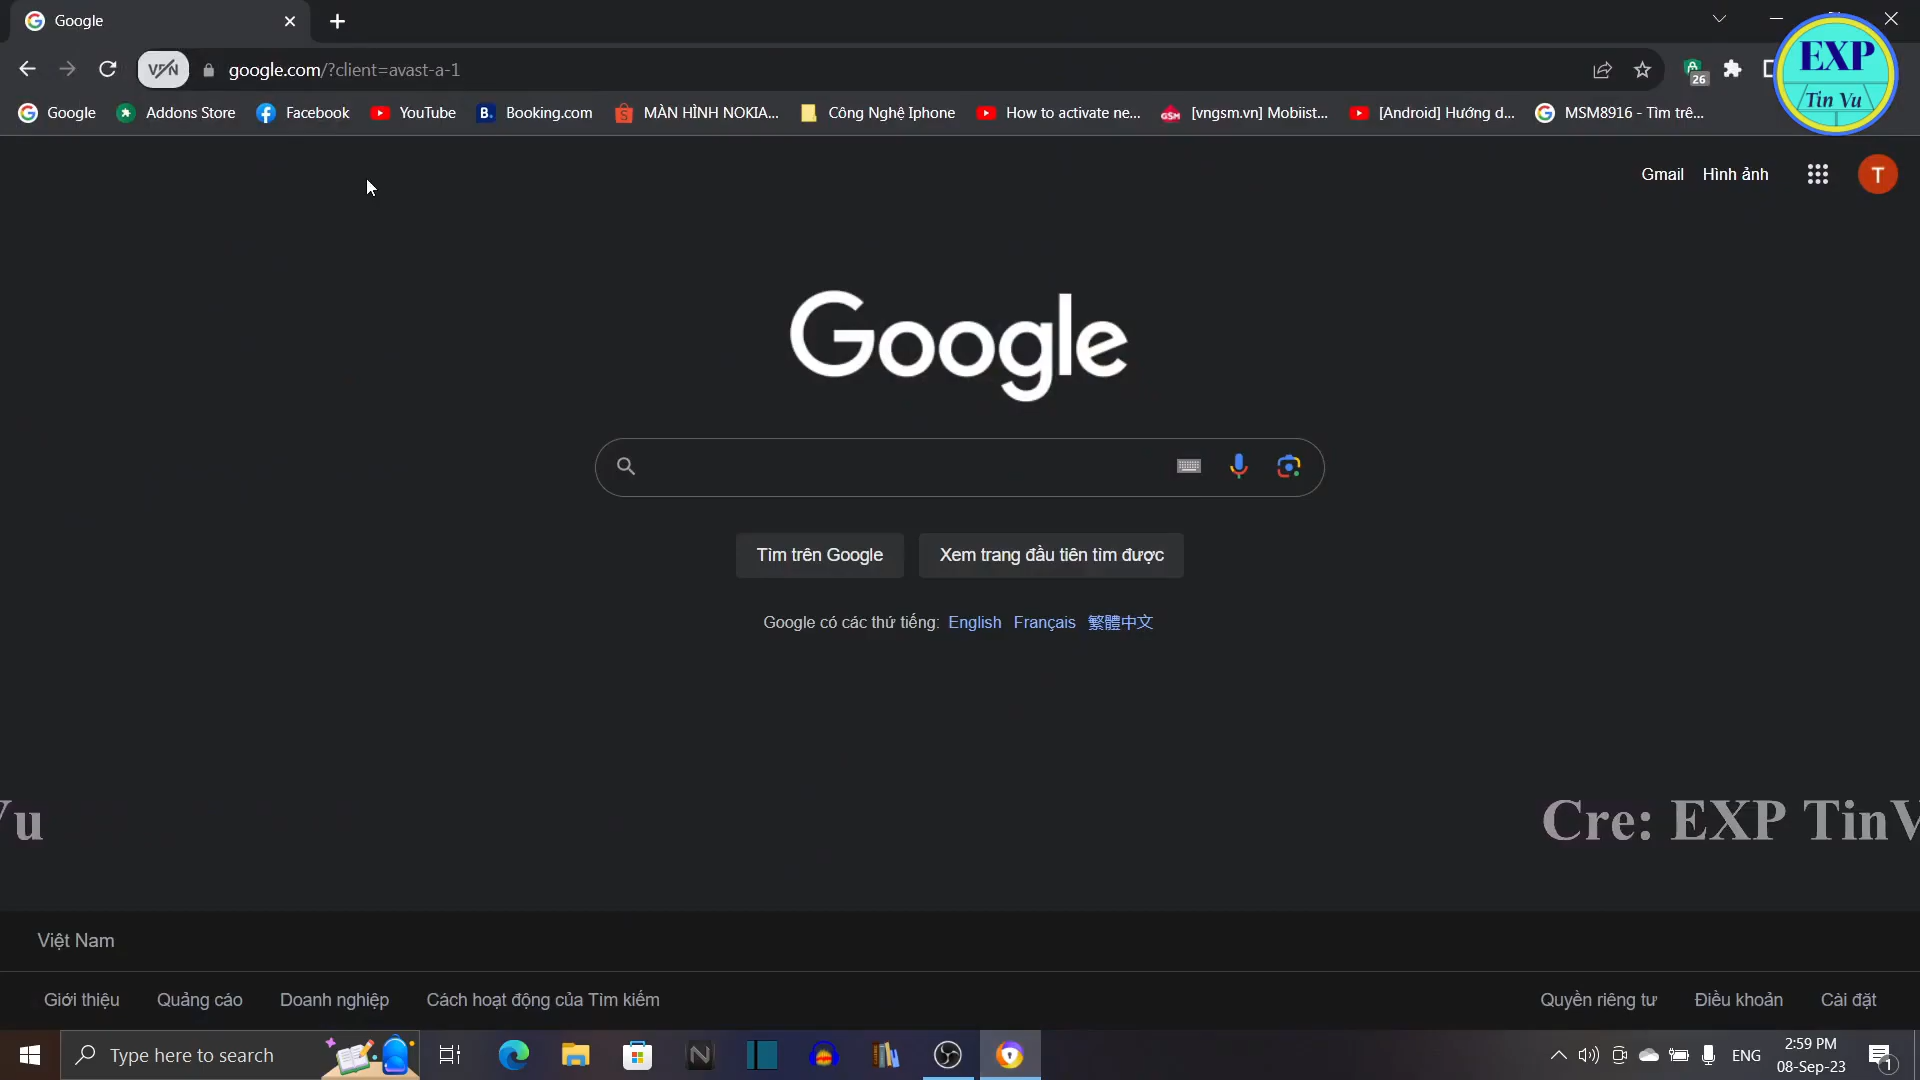 Google
EXP
Tin Vu
VPN
google.com/?client=avast-a-1
26
Google
Addons Store
Facebook
YouTube
Booking.com
MÀN HÌNH NOKIA...
Công Nghệ Iphone
How to activate ne...
[vngsm.vn] Mobiist...
[Android] Hướng d...
MSM8916 - Tìm trê...
Gmail
Hình ảnh
T
Google
Tìm trên Google
Xem trang đầu tiên tìm được
Google có các thứ tiếng: English Français 繁體中文
Vu
Cre: EXP TinV
Việt Nam
Giới thiệu
Quảng cáo
Doanh nghiệp
Cách hoạt động của Tìm kiếm
Quyền riêng tư
Điều khoản
Cài đặt
Type here to search
ENG
2:59 PM
08-Sep-23
1